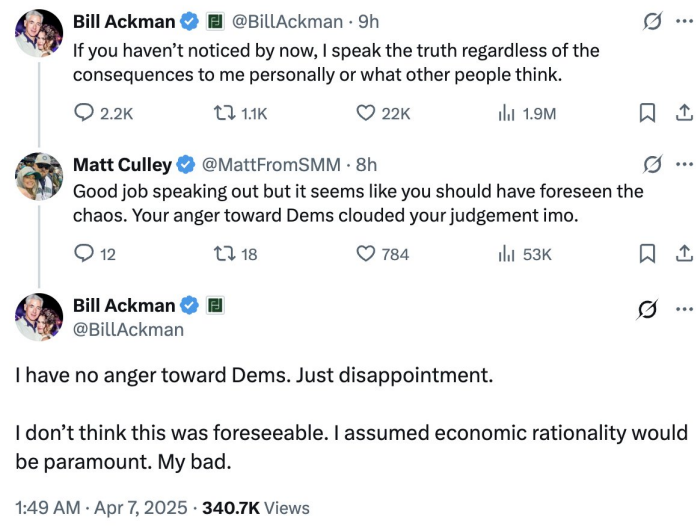 Bill Ackman @BillAckman · 9h
If you haven’t noticed by now, I speak the truth regardless of the
consequences to me personally or what other people think.
2.2K 1.1K 22K 1.9M
Matt Culley @MattFromSMM · 8h
Good job speaking out but it seems like you should have foreseen the
chaos. Your anger toward Dems clouded your judgement imo.
12 18 784 53K
Bill Ackman
@BillAckman
I have no anger toward Dems. Just disappointment.
I don’t think this was foreseeable. I assumed economic rationality would
be paramount. My bad.
1:49 AM · Apr 7, 2025 · 340.7K Views